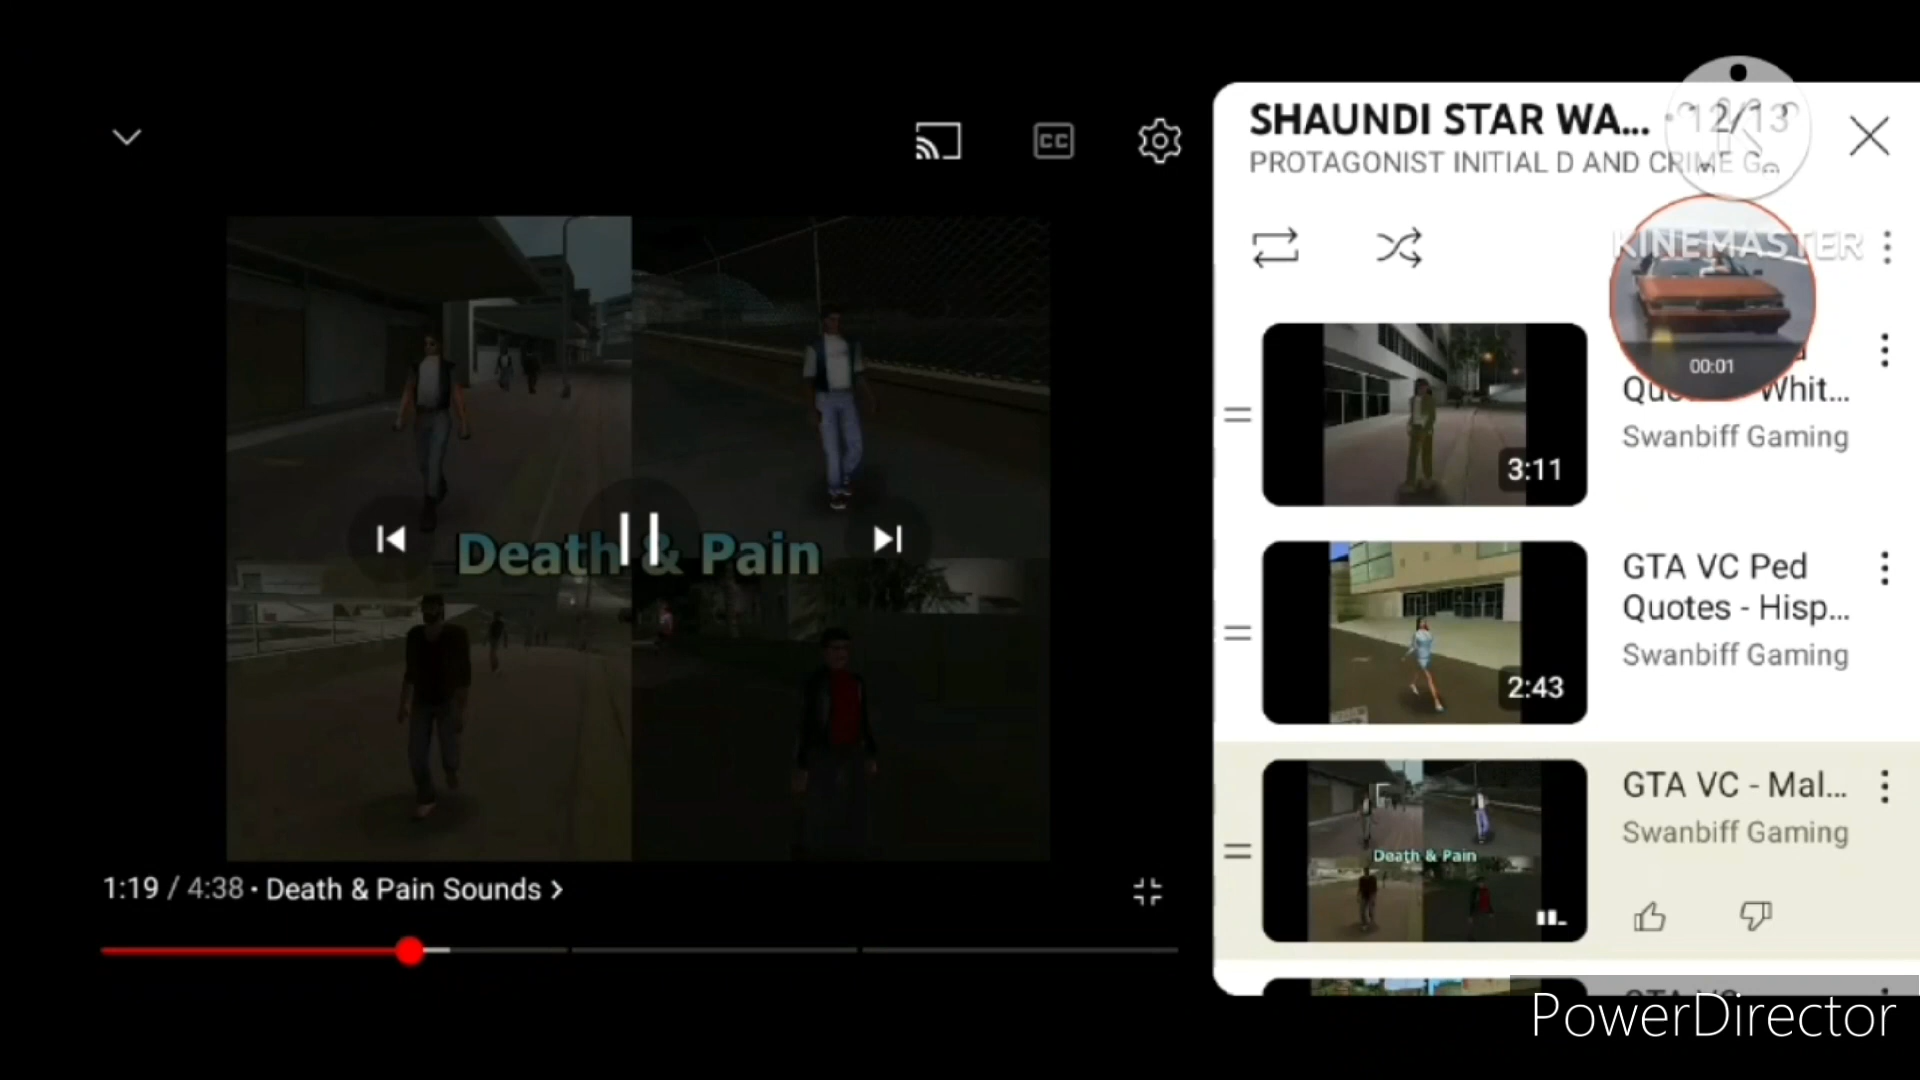 SHAUNDI STAR WA...
12/13
PROTAGONIST INITIAL D AND CRIME G...
KINEMASTER
00:01
Whit...
Swanbiff Gaming
3:11
GTA VC Ped
Quotes - Hisp...
Swanbiff Gaming
2:43
GTA VC - Mal...
Swanbiff Gaming
Death & Pain
Death & Pain
1:19 / 4:38 • Death & Pain Sounds >
CC
PowerDirector